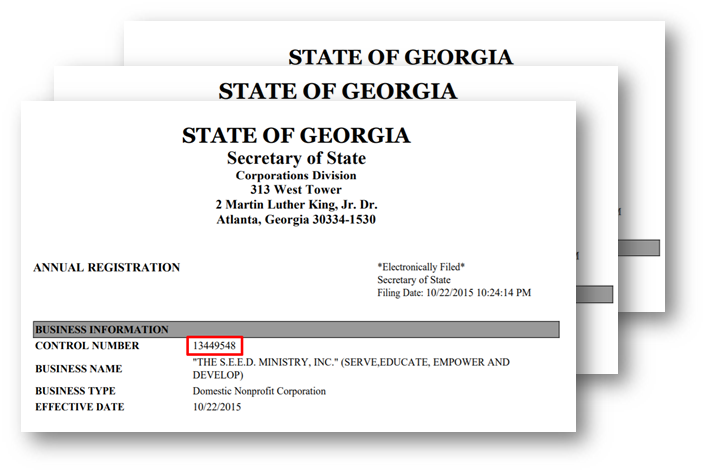 STATE OF GEORGIA
STATE OF GEORGIA
STATE OF GEORGIA
Secretary of State
Corporations Division
313 West Tower
2 Martin Luther King, Jr. Dr.
Atlanta, Georgia 30334-1530
ANNUAL REGISTRATION
*Electronically Filed*
Secretary of State
Filing Date: 10/22/2015 10:24:14 PM
BUSINESS INFORMATION
CONTROL NUMBER 13449548
BUSINESS NAME "THE S.E.E.D. MINISTRY, INC." (SERVE,EDUCATE, EMPOWER AND
DEVELOP)
BUSINESS TYPE Domestic Nonprofit Corporation
EFFECTIVE DATE 10/22/2015